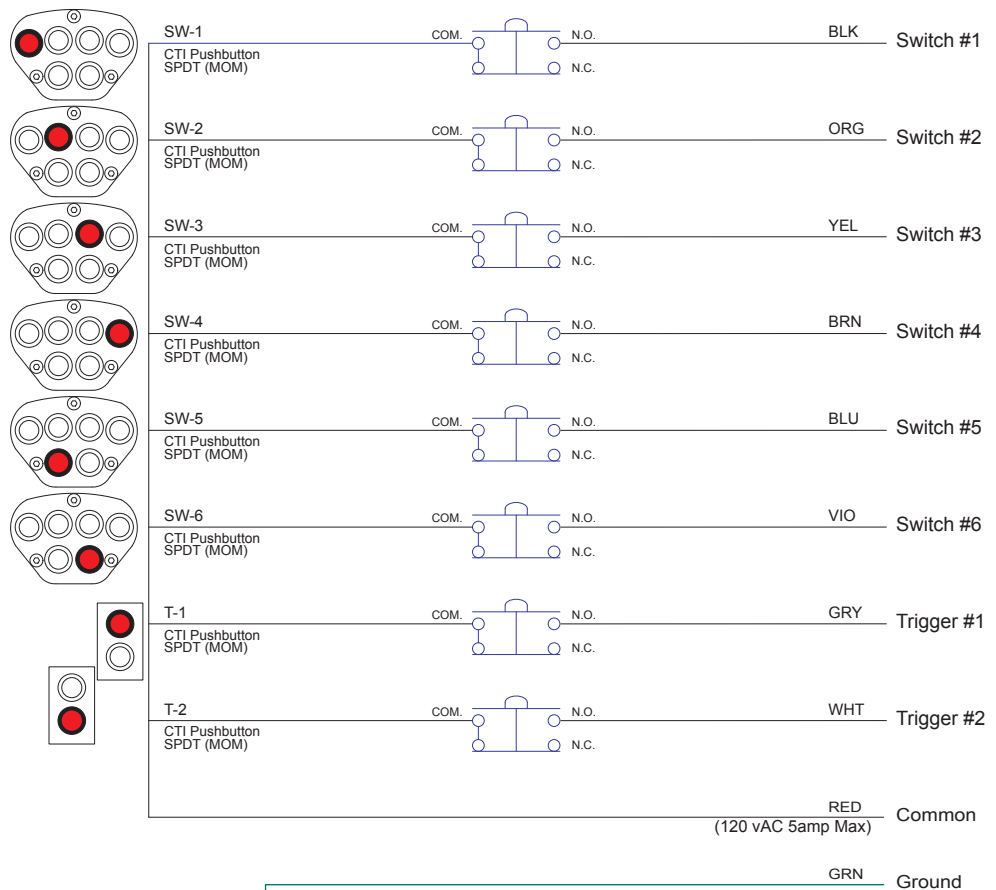 SW-1 COM. N.O. BLK Switch #1
CTI Pushbutton
SPDT (MOM) N.C.
SW-2 COM. N.O. ORG Switch #2
CTI Pushbutton
SPDT (MOM) N.C.
SW-3 COM. N.O. YEL Switch #3
CTI Pushbutton
SPDT (MOM) N.C.
SW-4 COM. N.O. BRN Switch #4
CTI Pushbutton
SPDT (MOM) N.C.
SW-5 COM. N.O. BLU Switch #5
CTI Pushbutton
SPDT (MOM) N.C.
SW-6 COM. N.O. VIO Switch #6
CTI Pushbutton
SPDT (MOM) N.C.
T-1 COM. N.O. GRY Trigger #1
CTI Pushbutton
SPDT (MOM) N.C.
T-2 COM. N.O. WHT Trigger #2
CTI Pushbutton
SPDT (MOM) N.C.
RED Common
(120 vAC 5amp Max)
GRN Ground